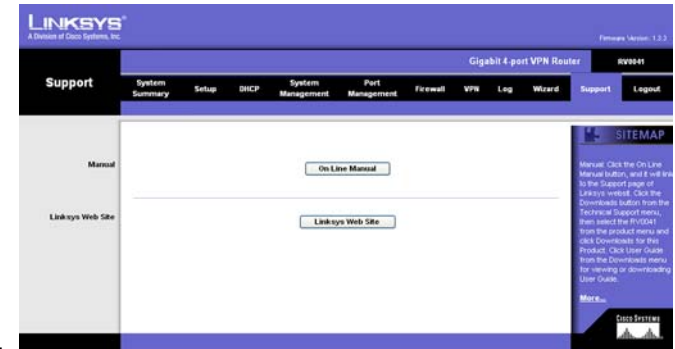 LINKSYS®
A Division of Cisco Systems, Inc.
Firmware Version: 1.3.3
Gigabit 4-port VPN Router
RV0041
Support
System Summary
Setup
DHCP
System Management
Port Management
Firewall
VPN
Log
Wizard
Support
Logout
SITEMAP
Manual
On Line Manual
Linksys Web Site
Linksys Web Site
Manual: Click the On Line
Manual button, and it will link
to the Support page of
Linksys websit. Click the
Downloads button from the
Technical Support menu,
then select the RV0041
from the product menu and
click Downloads for this
Product. Click User Guide
from the Downloads menu
for viewing or downloading
User Guide.
More...
CISCO SYSTEMS